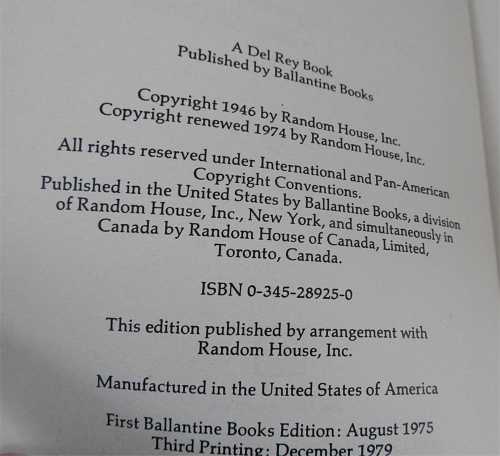 A Del Rey Book
Published by Ballantine Books
Copyright 1946 by Random House, Inc.
Copyright renewed 1974 by Random House, Inc.
All rights reserved under International and Pan-American
Copyright Conventions.
Published in the United States by Ballantine Books, a division
of Random House, Inc., New York, and simultaneously in
Canada by Random House of Canada, Limited,
Toronto, Canada.
ISBN 0-345-28925-0
This edition published by arrangement with
Random House, Inc.
Manufactured in the United States of America
First Ballantine Books Edition: August 1975
Third Printing: December 1979